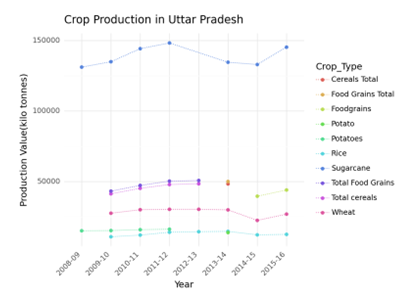 Crop Production in Uttar Pradesh
Production Value(kilo tonnes)
150000
100000
50000
2008-09
2009-10
2010-11
2011-12
2012-13
2013-14
2014-15
2015-16
Year
Crop_Type
Cereals Total
Food Grains Total
Foodgrains
Potato
Potatoes
Rice
Sugarcane
Total Food Grains
Total cereals
Wheat